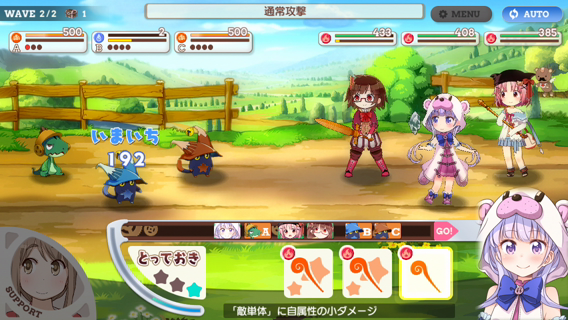 WAVE 2/2 1
通常攻撃
MENU
AUTO
500
A
2
B
500
C
433
408
385
いまいち
192
A
B
C
GO!
とっておき
SUPPORT
「敵単体」に自属性の小ダメージ